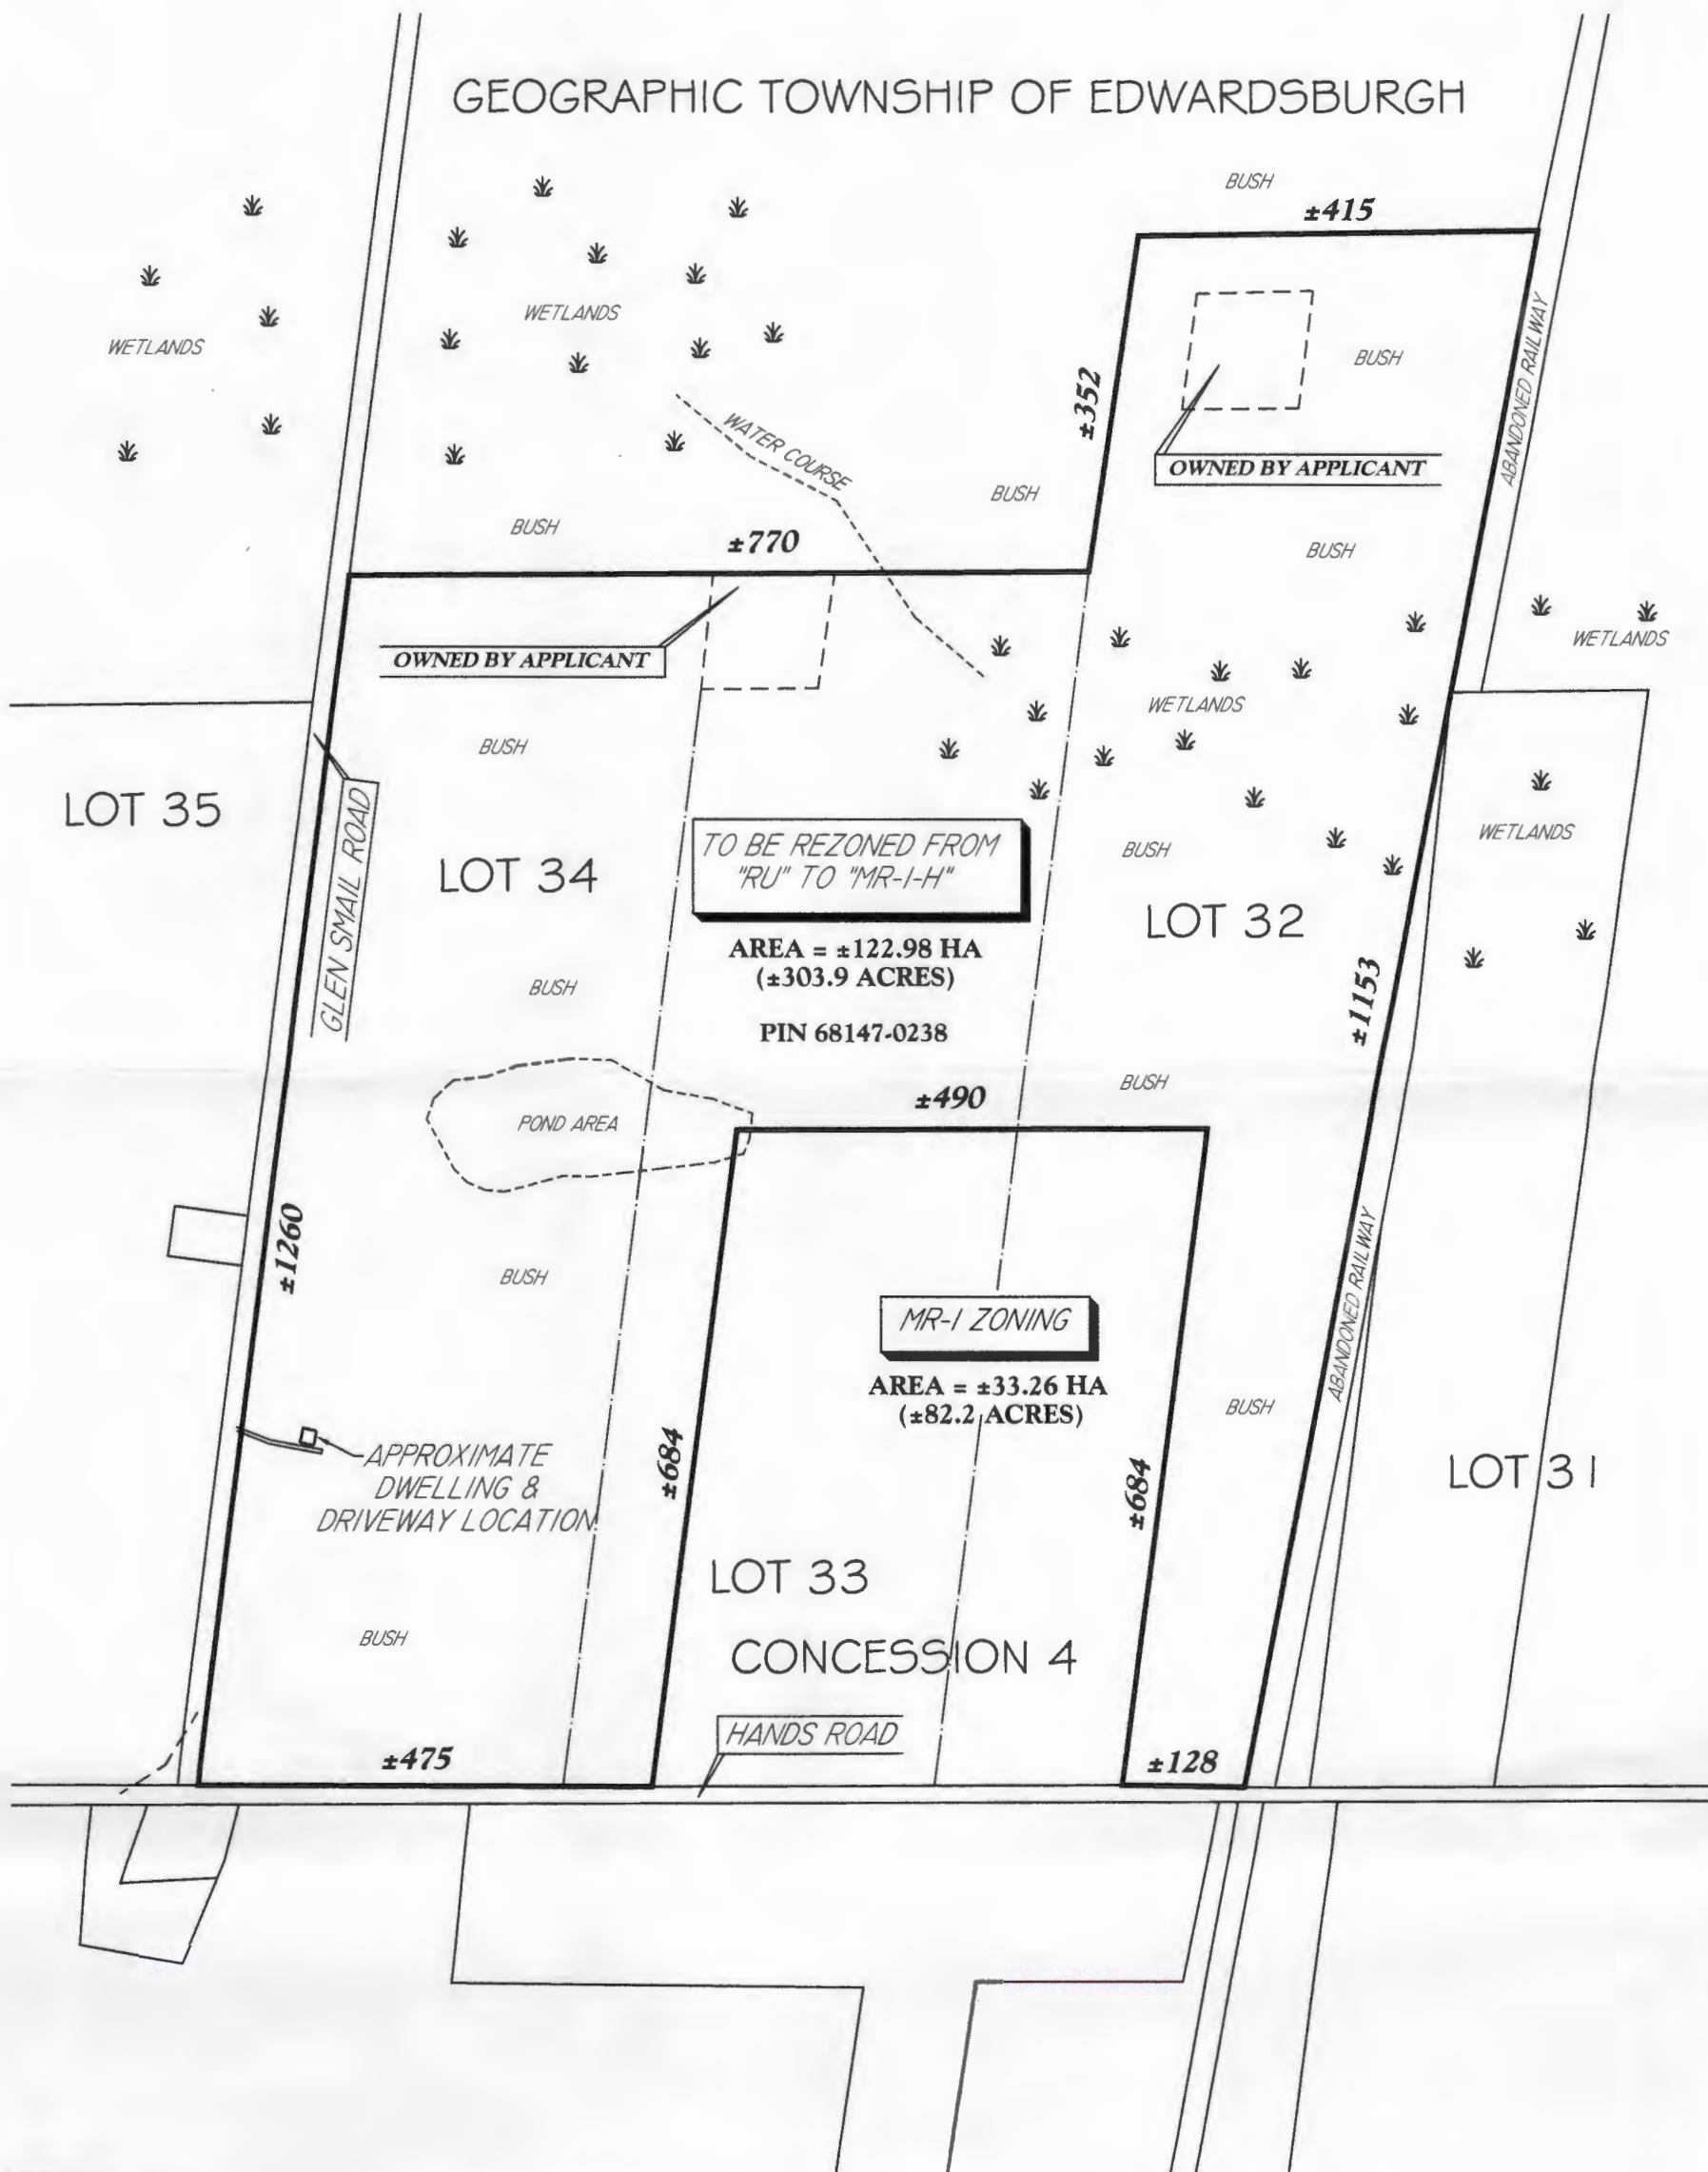 GEOGRAPHIC TOWNSHIP OF EDWARDSBURGH
BUSH
±415
WETLANDS
WETLANDS
BUSH
ABANDONED RAILWAY
±352
WATER COURSE
OWNED BY APPLICANT
BUSH
BUSH
±770
BUSH
OWNED BY APPLICANT
WETLANDS
WETLANDS
BUSH
LOT 35
GLEN SMAIL ROAD
LOT 34
TO BE REZONED FROM
"RU" TO "MR-1-H"
AREA = ±122.98 HA
(±303.9 ACRES)
PIN 68147-0238
BUSH
LOT 32
WETLANDS
±1153
BUSH
BUSH
±490
POND AREA
±1260
BUSH
ABANDONED RAILWAY
MR-1 ZONING
AREA = ±33.26 HA
(±82.2 ACRES)
BUSH
±684
±684
APPROXIMATE
DWELLING &
DRIVEWAY LOCATION
LOT 31
LOT 33
BUSH
CONCESSION 4
HANDS ROAD
±475
±128